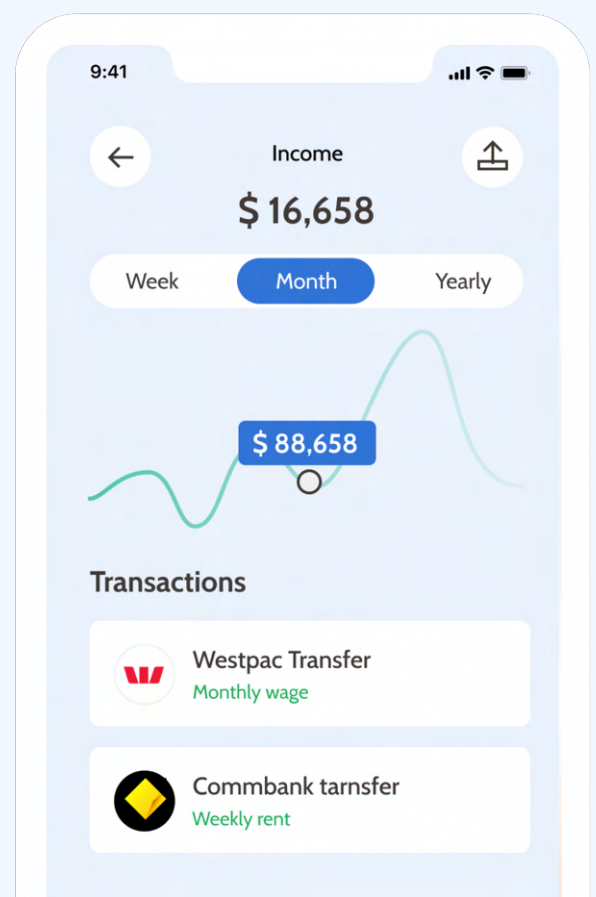 9:41
Income
$ 16,658
Week Month Yearly
$ 88,658
Transactions
Westpac Transfer
Monthly wage
Commbank tarnsfer
Weekly rent